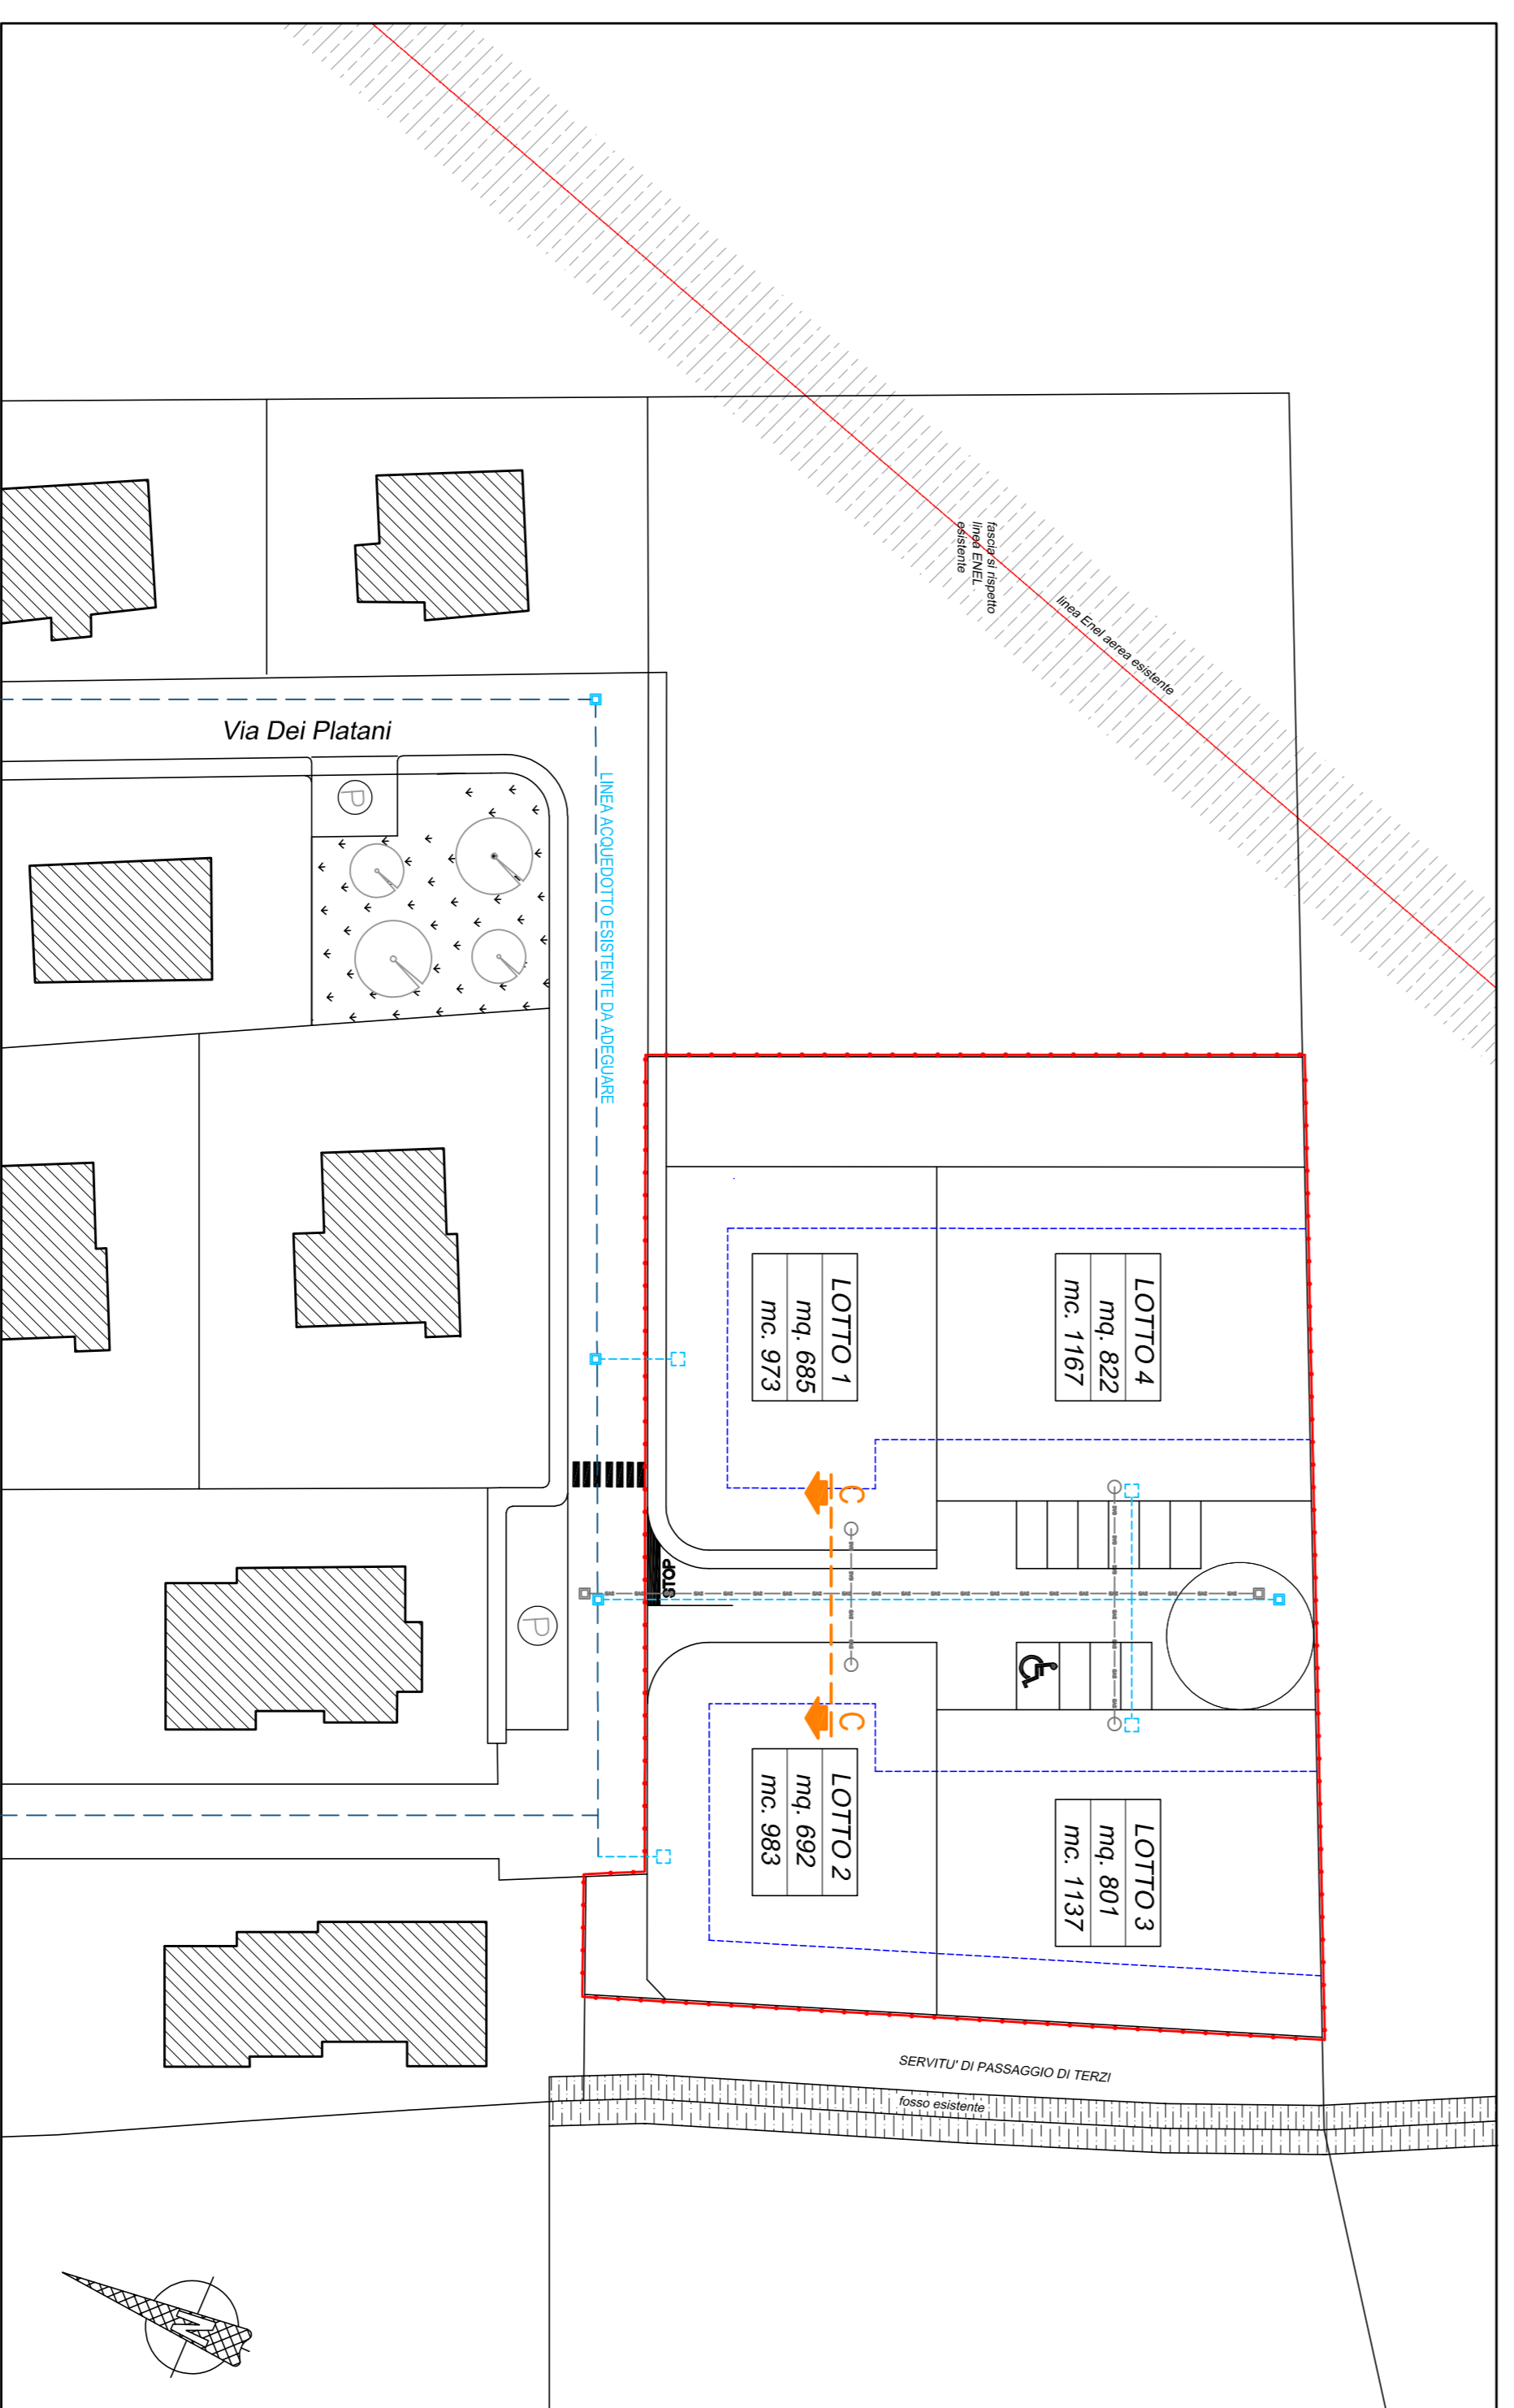 fascia si rispetto
linea ENEL
esistente
linea Enel aerea esistente
Via Dei Platani
P
LINEA ACQUEDOTTO ESISTENTE DA ADEGUARE
LOTTO 1
mq. 685
mc. 973
LOTTO 4
mq. 822
mc. 1167
C
STOP
P
C
LOTTO 2
mq. 692
mc. 983
LOTTO 3
mq. 801
mc. 1137
SERVITU' DI PASSAGGIO DI TERZI
fosso esistente
N